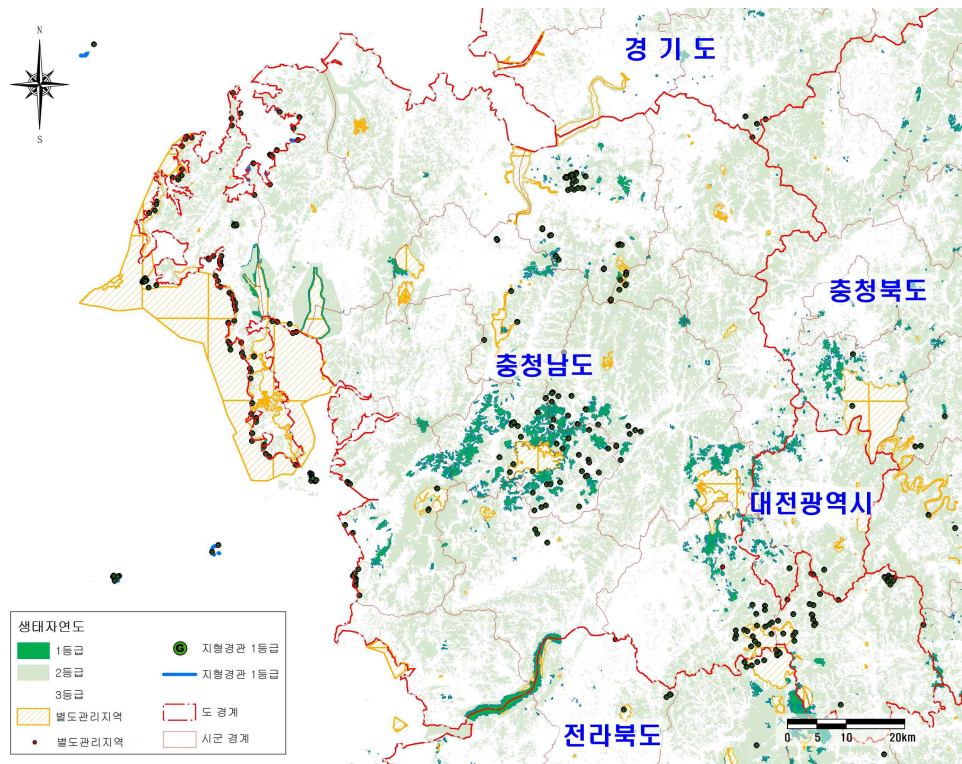 N
S
경 기 도
충청북도
충청남도
대전광역시
전라북도
생태자연도
1등급
2등급
3등급
별도관리지역
별도관리지역
G 지형경관 1등급
지형경관 1등급
도 경계
시군 경계
0 5 10 20km